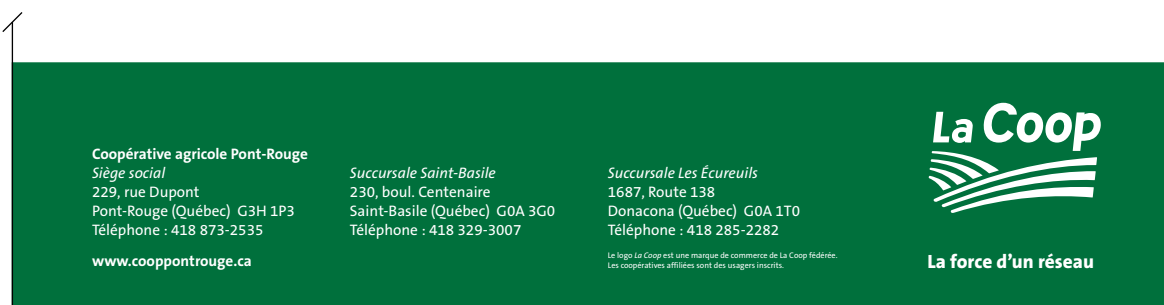 Coopérative agricole Pont-Rouge
Siège social
229, rue Dupont
Pont-Rouge (Québec)  G3H 1P3
Téléphone : 418 873-2535
www.cooppontrouge.ca
Succursale Saint-Basile
230, boul. Centenaire
Saint-Basile (Québec)  G0A 3G0
Téléphone : 418 329-3007
Succursale Les Écureuils
1687, Route 138
Donacona (Québec)  G0A 1T0
Téléphone : 418 285-2282
Le logo La Coop est une marque de commerce de La Coop fédérée.
Les coopératives affiliées sont des usagers inscrits.
La Coop
La force d'un réseau